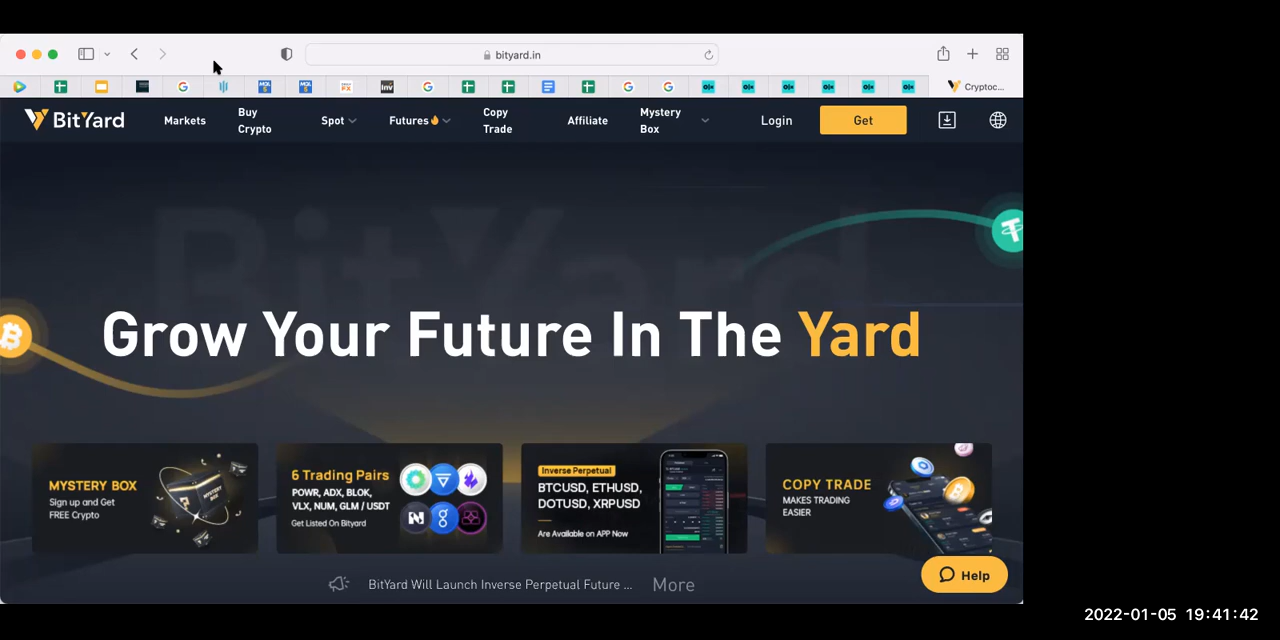 bityard.in
Cryptoc...
BitYard
Markets
Buy
Crypto
Spot
Futures
Copy
Trade
Affiliate
Mystery
Box
Login
Get
BitYard
Grow Your Future In The Yard
MYSTERY BOX
Sign up and Get
FREE Crypto
MYSTERY BOX
6 Trading Pairs
POWR, ADX, BLOK,
VLX, NUM, GLM / USDT
Get Listed On Bityard
Inverse Perpetual
BTCUSD, ETHUSD,
DOTUSD, XRPUSD
Are Available on APP Now
COPY TRADE
MAKES TRADING
EASIER
BitYard Will Launch Inverse Perpetual Future ...
More
Help
2022-01-05 19:41:42